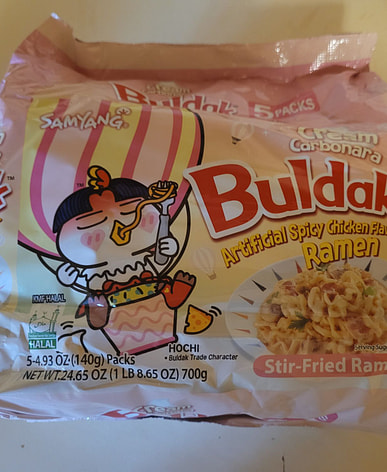 Buldak 5 PACKS
SAMYANG®
Cream
Carbonara
Buldak
Artificial Spicy Chicken Fla
Ramen
KMF HALAL
HALAL
HOCHI
• Buldak Trade Character
5-4.93 OZ (140g) Packs
NET WT.24.65 OZ (1 LB 8.65 OZ) 700g
Serving Sugg
Stir-Fried Ram